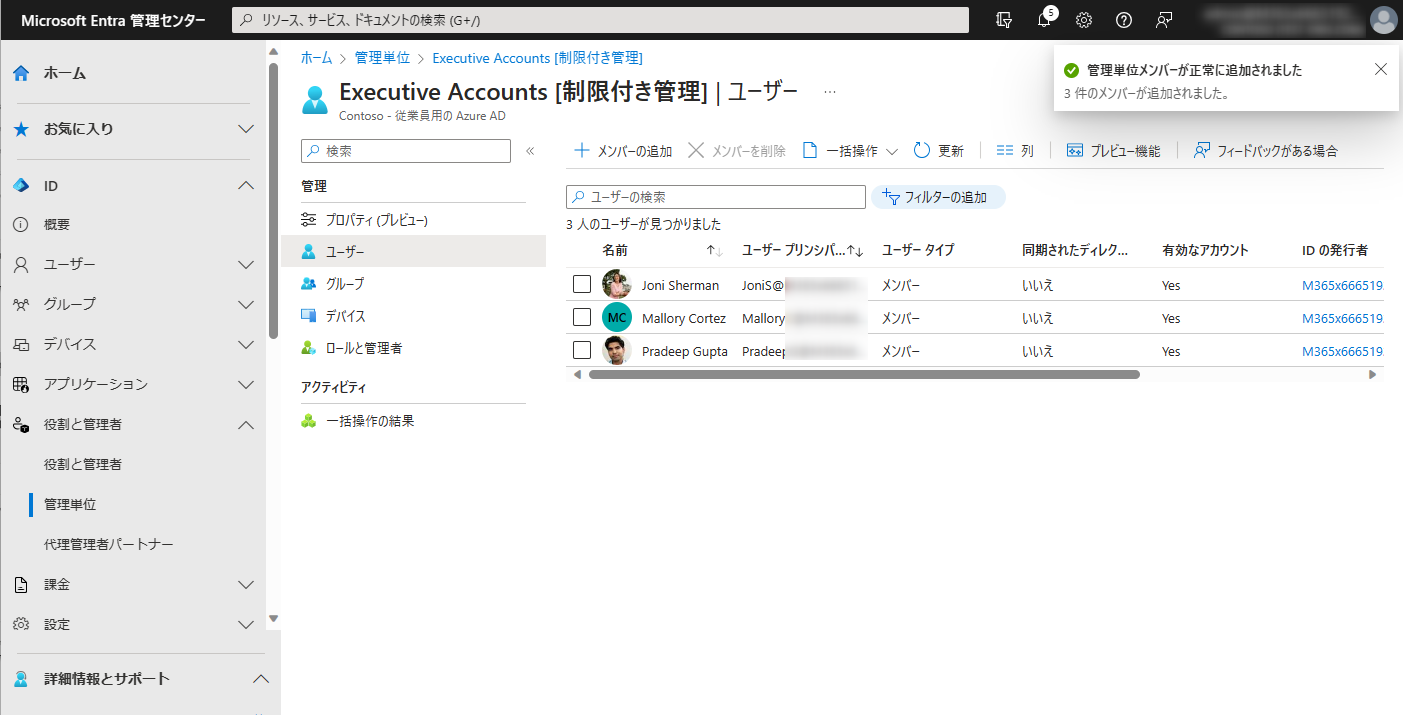 Microsoft Entra 管理センター
リソース、サービス、ドキュメントの検索 (G+/)
5
ホーム
お気に入り
ID
概要
ユーザー
グループ
デバイス
アプリケーション
役割と管理者
役割と管理者
管理単位
代理管理者パートナー
課金
設定
詳細情報とサポート
ホーム > 管理単位 > Executive Accounts [制限付き管理]
Executive Accounts [制限付き管理] | ユーザー ...
Contoso - 従業員用の Azure AD
管理単位メンバーが正常に追加されました
3 件のメンバーが追加されました。
検索 «
管理
プロパティ (プレビュー)
ユーザー
グループ
デバイス
ロールと管理者
アクティビティ
一括操作の結果
メンバーの追加 メンバーを削除 一括操作 更新 列 プレビュー機能 フィードバックがある場合
ユーザーの検索 フィルターの追加
3 人のユーザーが見つかりました
名前 ↑↓ ユーザー プリンシパ...↑↓ ユーザー タイプ 同期されたディレク... 有効なアカウント ID の発行者
Joni Sherman JoniS@ メンバー いいえ Yes M365x666519
MC Mallory Cortez Mallory メンバー いいえ Yes M365x666519
Pradeep Gupta Pradeep メンバー いいえ Yes M365x666519